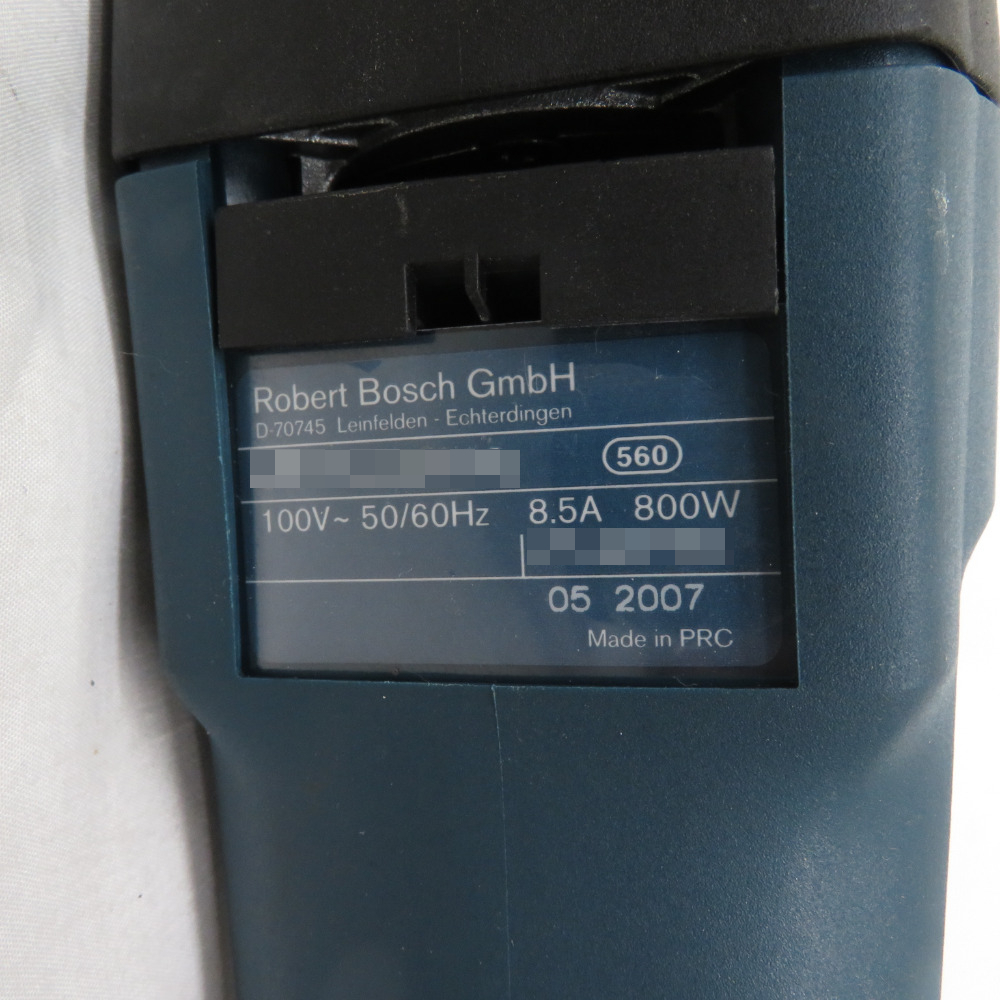 Robert Bosch GmbH
D-70745 Leinfelden - Echterdingen
560
100V~ 50/60Hz 8.5A 800W
05 2007
Made in PRC